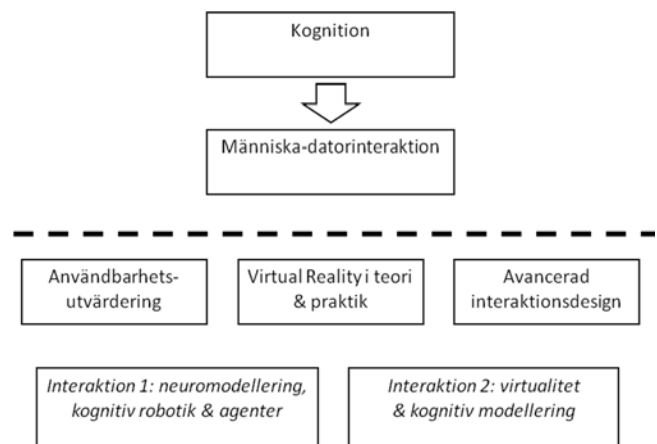 Kognition
Människa-datorinteraktion
Användbarhets-
utvärdering
Virtual Reality i teori
& praktik
Avancerad
interaktionsdesign
Interaktion 1: neuromodellering,
kognitiv robotik & agenter
Interaktion 2: virtualitet
& kognitiv modellering